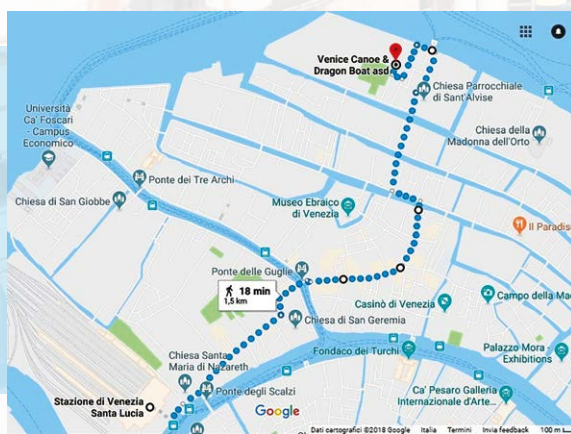 Venice Canoe &
Dragon Boat asd
Chiesa Parrocchiale
di Sant'Alvise
Università
Ca' Foscari -
Campus
Economico
Chiesa della
Madonna dell'Orto
Ponte dei Tre Archi
Chiesa di San Giobbe
Museo Ebraico
di Venezia
Il Paradis
Ponte delle Guglie
18 min
1,5 km
Casinò di Venezia
Campo della Mad
Chiesa di San Geremia
Fondaco dei Turchi
Palazzo Mora
Exhibitions
Chiesa Santa
Maria di Nazareth
Ponte degli Scalzi
Ca' Pesaro Galleria
Internazionale d'Arte...
Stazione di Venezia
Santa Lucia
Google
Dati cartografici ©2018 Google Italia Termini Invia feedback 100 m